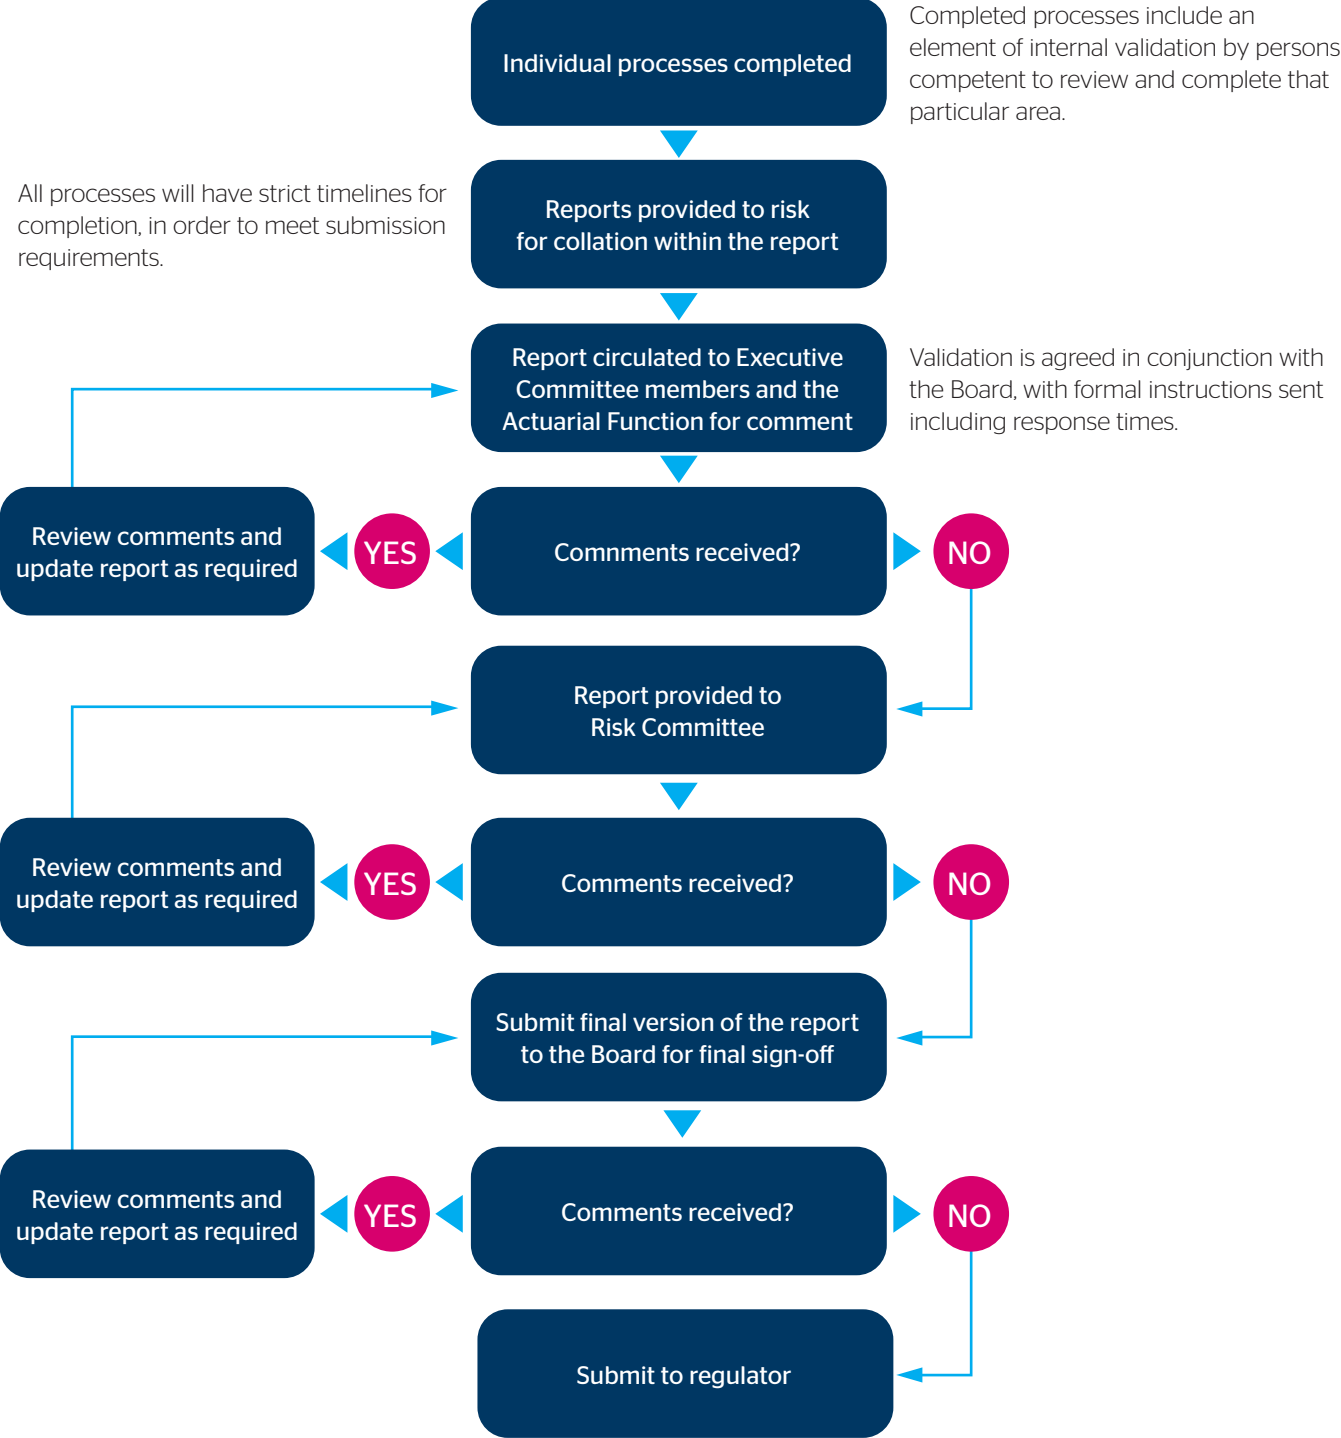 Individual processes completed
Completed processes include an
element of internal validation by persons
competent to review and complete that
particular area.
All processes will have strict timelines for
completion, in order to meet submission
requirements.
Reports provided to risk
for collation within the report
Report circulated to Executive
Committee members and the
Actuarial Function for comment
Validation is agreed in conjunction with
the Board, with formal instructions sent
including response times.
Review comments and
update report as required
YES
Comnments received?
NO
Report provided to
Risk Committee
Review comments and
update report as required
YES
Comments received?
NO
Submit final version of the report
to the Board for final sign-off
Review comments and
update report as required
YES
Comments received?
NO
Submit to regulator